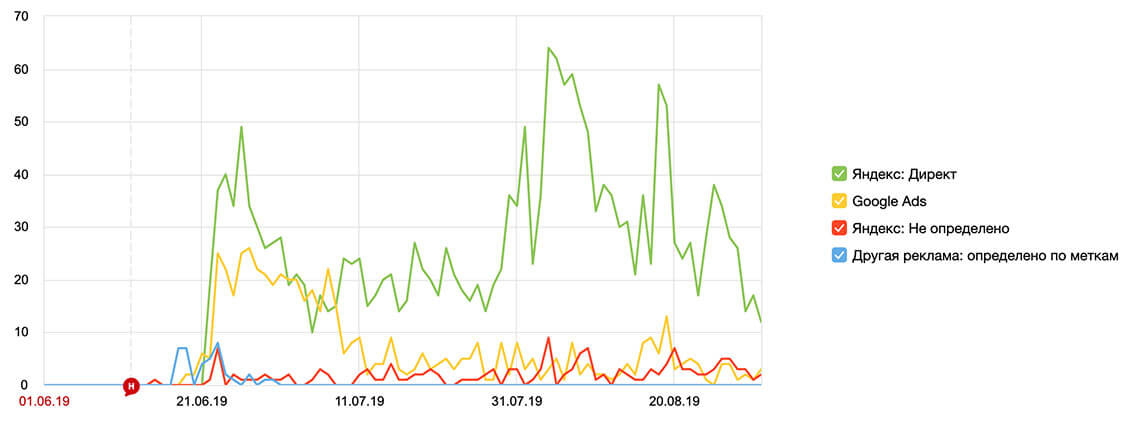 70
60
50
40
30
20
10
0
Н
01.06.19 21.06.19 11.07.19 31.07.19 20.08.19
Яндекс: Директ
Google Ads
Яндекс: Не определено
Другая реклама: определено по меткам